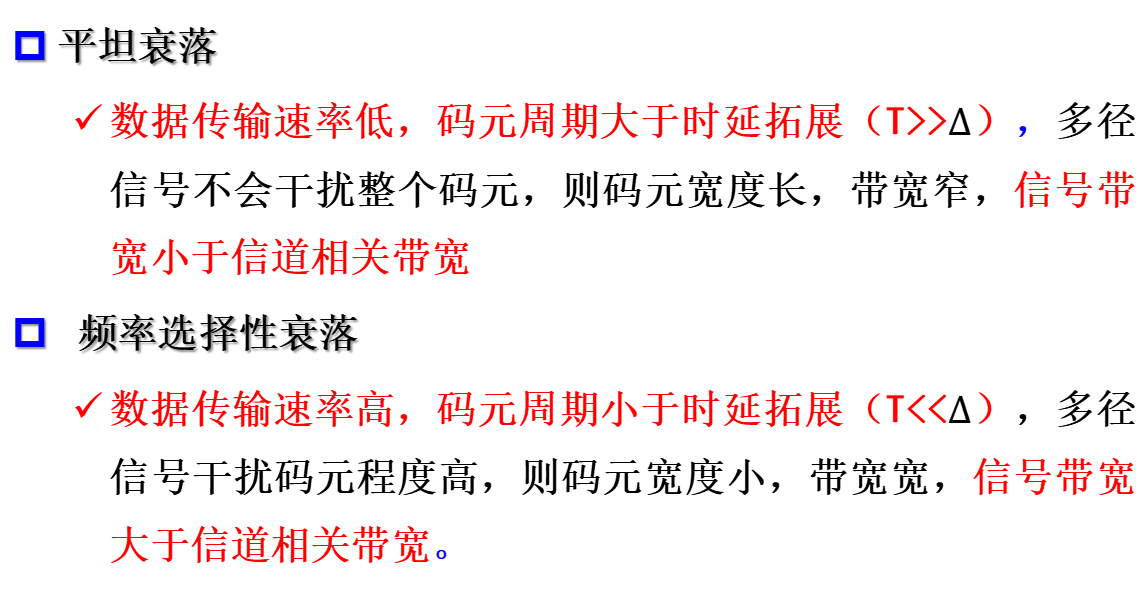 平坦衰落
✓数据传输速率低，码元周期大于时延拓展（T>>Δ），多径
信号不会干扰整个码元，则码元宽度长，带宽窄，信号带
宽小于信道相关带宽
频率选择性衰落
✓数据传输速率高，码元周期小于时延拓展（T<<Δ），多径
信号干扰码元程度高，则码元宽度小，带宽宽，信号带宽
大于信道相关带宽。